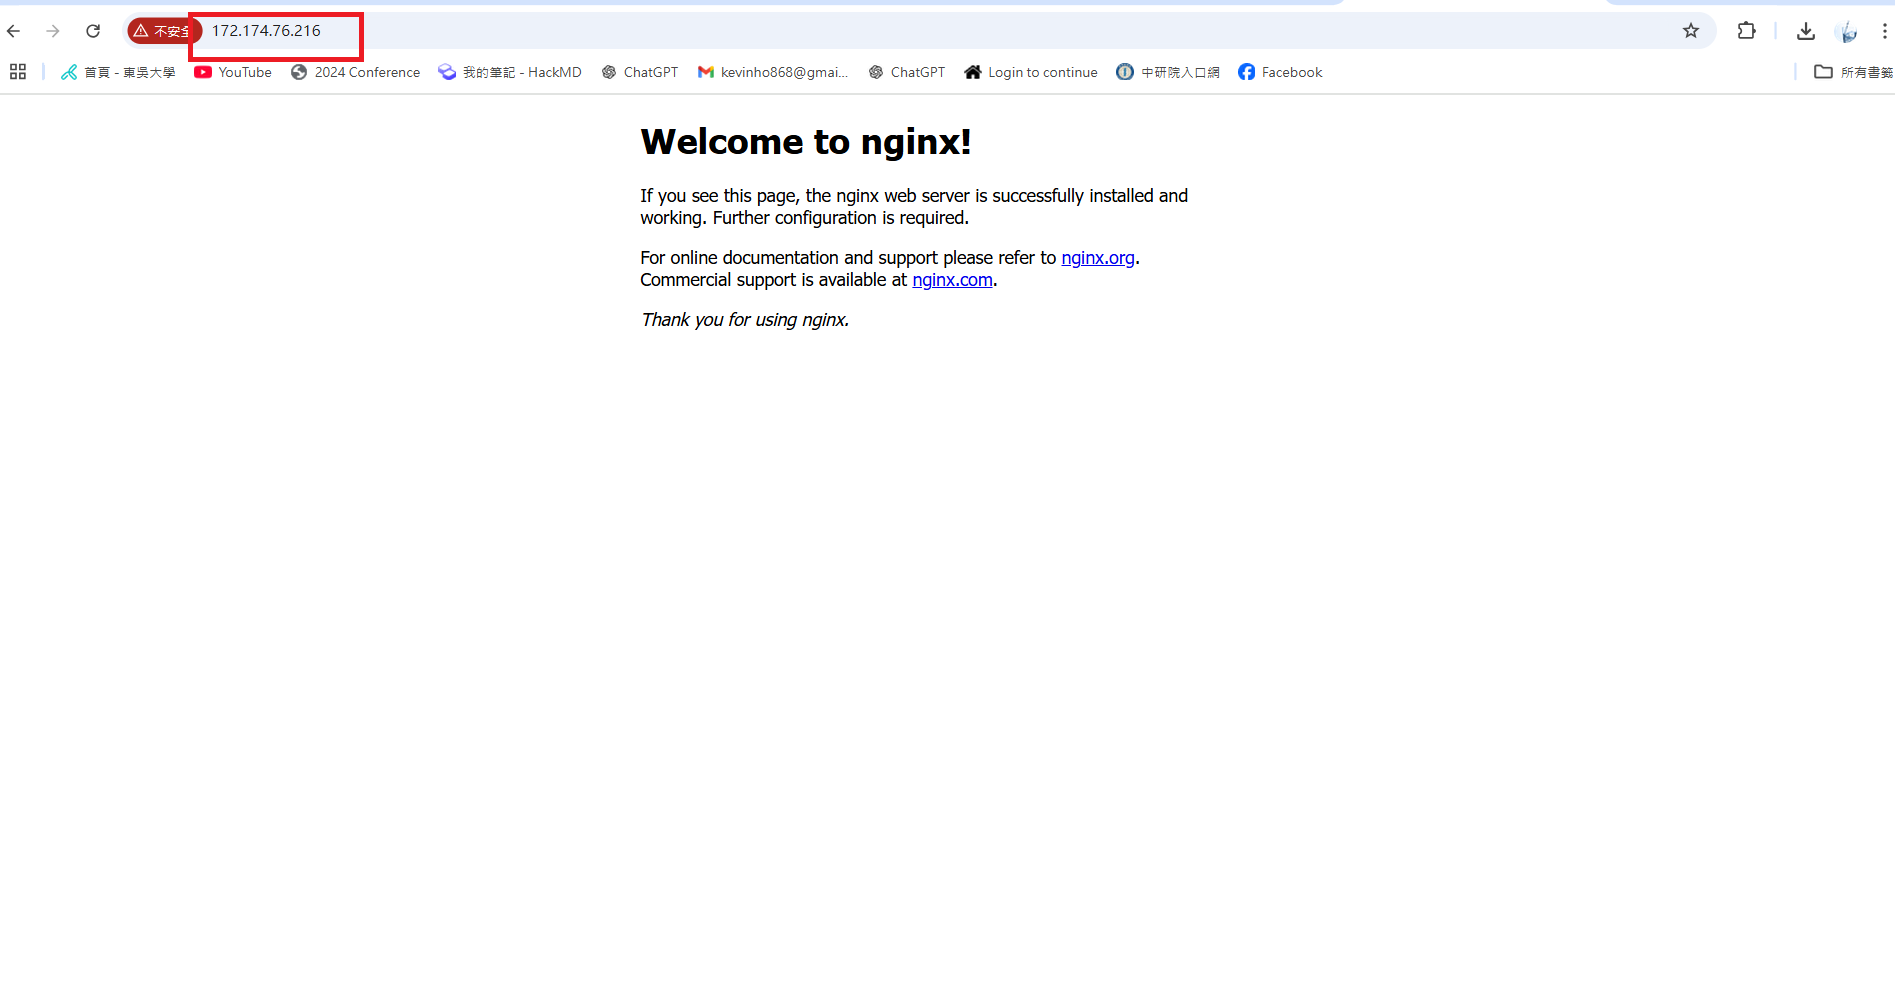 不安全 172.174.76.216
首頁 - 東吳大學 YouTube 2024 Conference 我的筆記 - HackMD ChatGPT kevinho868@gmai... ChatGPT Login to continue 中研院入口網 Facebook 所有書籤
Welcome to nginx!
If you see this page, the nginx web server is successfully installed and
working. Further configuration is required.
For online documentation and support please refer to nginx.org.
Commercial support is available at nginx.com.
Thank you for using nginx.